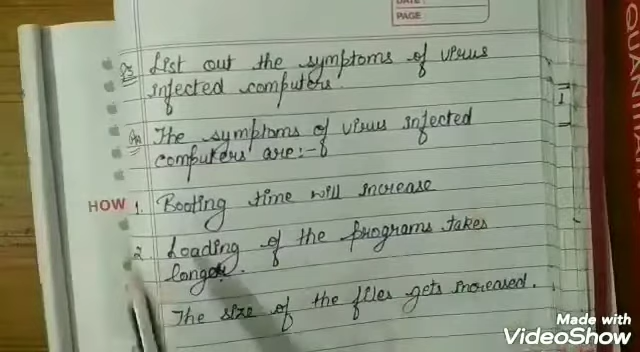 DATE:
PAGE
Q5 List out the symptoms of virus
infected computers.
The symptoms of virus infected
computers are:-
HOW
1. Booting time will increase
2. Loading of the programs takes
longer.
The size of the files gets increased.
QUANT
Made with
VideoShow